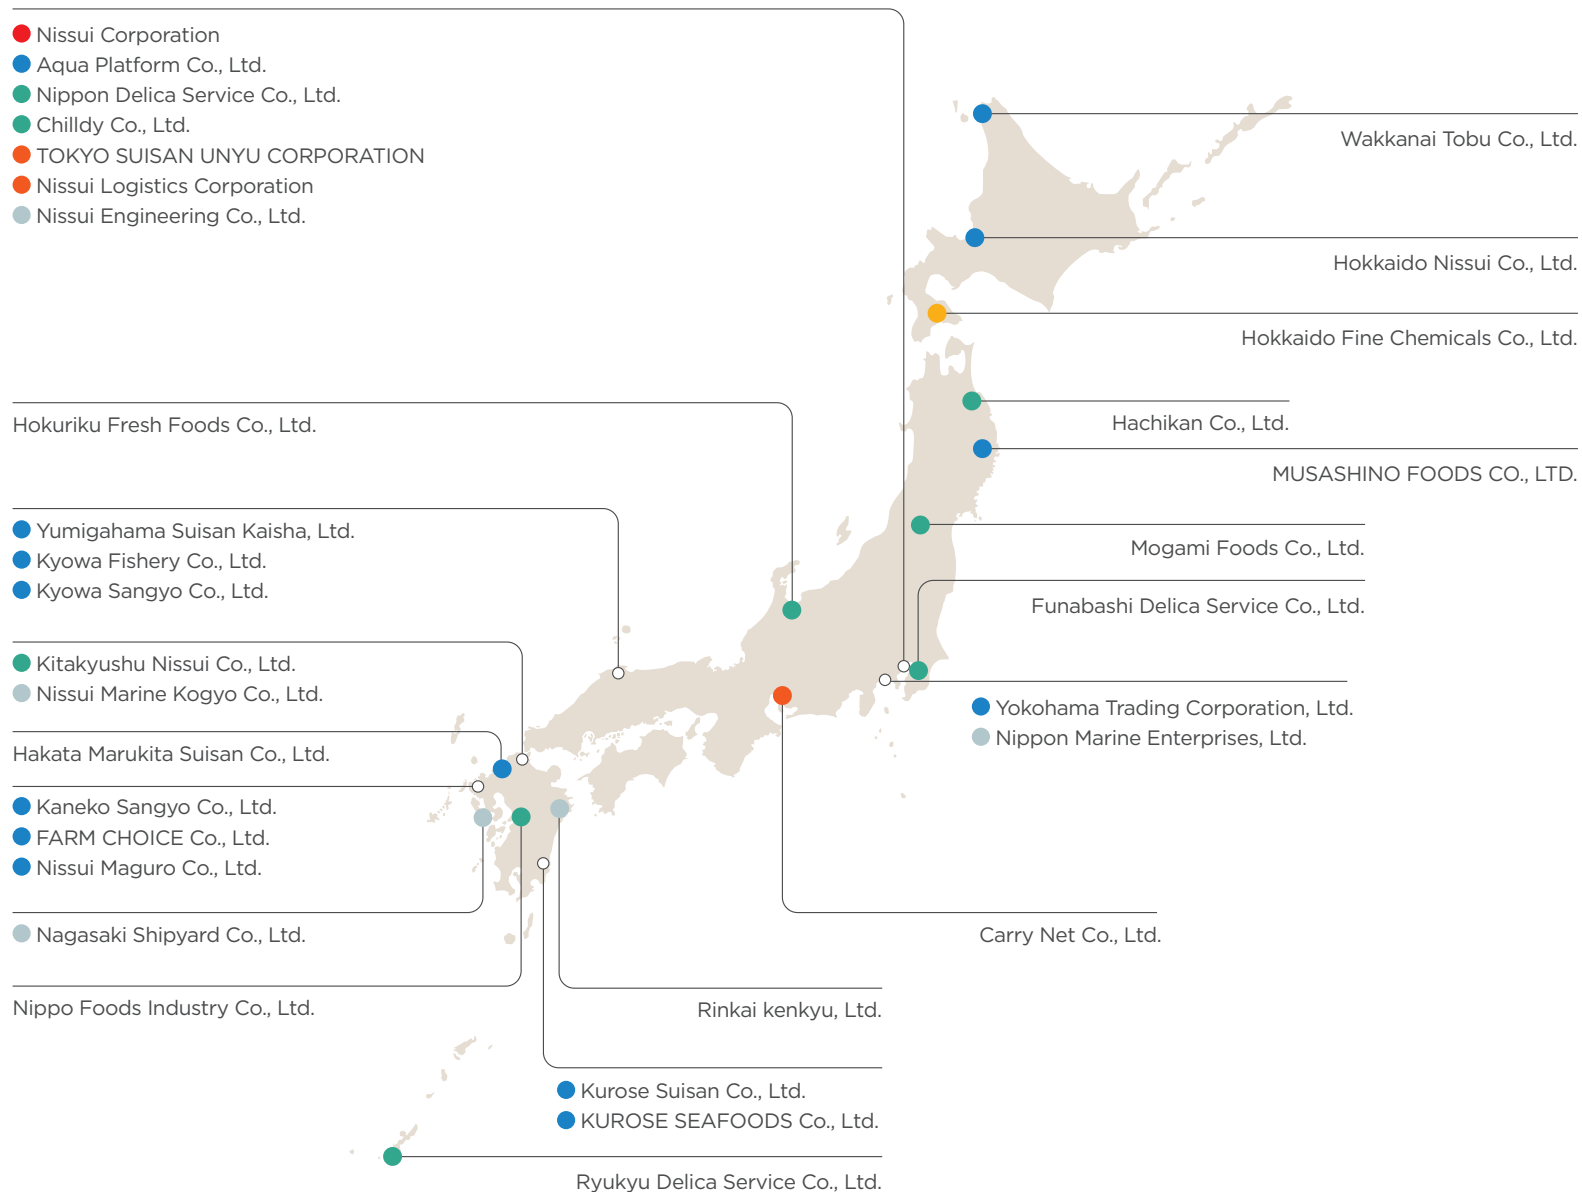 Nissui Corporation
Aqua Platform Co., Ltd.
Nippon Delica Service Co., Ltd.
Chilldy Co., Ltd.
TOKYO SUISAN UNYU CORPORATION
Nissui Logistics Corporation
Nissui Engineering Co., Ltd.
Wakkanai Tobu Co., Ltd.
Hokkaido Nissui Co., Ltd.
Hokkaido Fine Chemicals Co., Ltd.
Hachikan Co., Ltd.
MUSASHINO FOODS CO., LTD.
Mogami Foods Co., Ltd.
Funabashi Delica Service Co., Ltd.
Yokohama Trading Corporation, Ltd.
Nippon Marine Enterprises, Ltd.
Hokuriku Fresh Foods Co., Ltd.
Yumigahama Suisan Kaisha, Ltd.
Kyowa Fishery Co., Ltd.
Kyowa Sangyo Co., Ltd.
Kitakyushu Nissui Co., Ltd.
Nissui Marine Kogyo Co., Ltd.
Hakata Marukita Suisan Co., Ltd.
Kaneko Sangyo Co., Ltd.
FARM CHOICE Co., Ltd.
Nissui Maguro Co., Ltd.
Nagasaki Shipyard Co., Ltd.
Nippo Foods Industry Co., Ltd.
Carry Net Co., Ltd.
Rinkai kenkyu, Ltd.
Kurose Suisan Co., Ltd.
KUROSE SEAFOODS Co., Ltd.
Ryukyu Delica Service Co., Ltd.